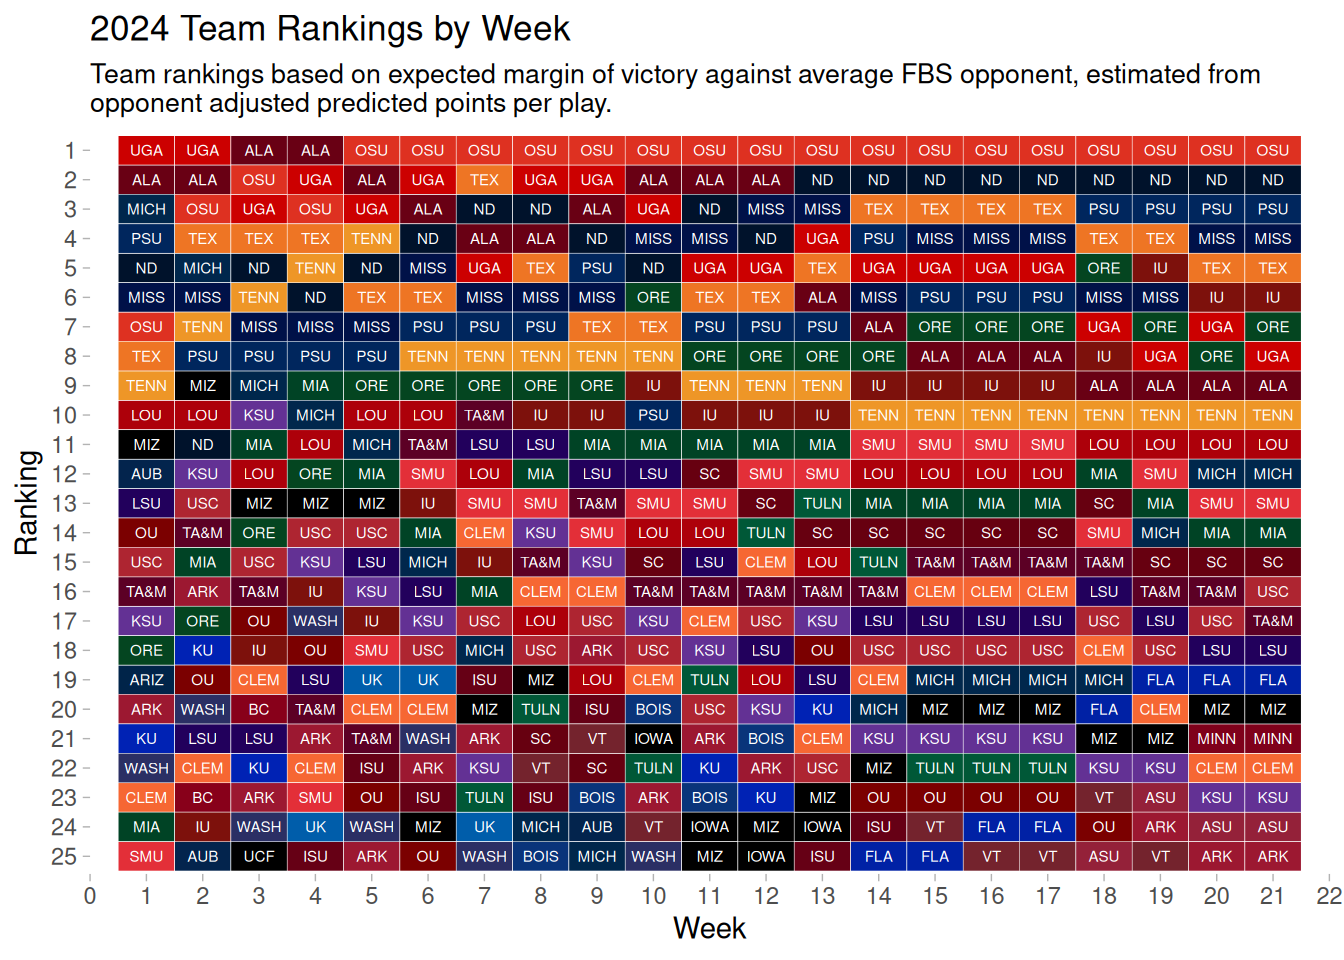 2024 Team Rankings by Week
Team rankings based on expected margin of victory against average FBS opponent, estimated from
opponent adjusted predicted points per play.
1 UGA UGA ALA ALA OSU OSU OSU OSU OSU OSU OSU OSU OSU OSU OSU OSU OSU OSU OSU OSU OSU
2 ALA ALA OSU UGA ALA UGA TEX UGA UGA ALA ALA ALA ND ND ND ND ND ND ND ND ND
3 MICH OSU UGA OSU UGA ALA ND ND ALA UGA ND MISS MISS TEX TEX TEX TEX PSU PSU PSU PSU
4 PSU TEX TEX TEX TENN ND ALA ALA ND MISS MISS ND UGA PSU MISS MISS MISS TEX TEX MISS MISS
5 ND MICH ND TENN ND MISS UGA TEX PSU ND UGA UGA TEX UGA UGA UGA UGA ORE IU TEX TEX
6 MISS MISS TENN ND TEX TEX MISS MISS MISS ORE TEX TEX ALA MISS PSU PSU PSU MISS MISS IU IU
7 OSU TENN MISS MISS MISS PSU PSU PSU TEX TEX PSU PSU PSU ALA ORE ORE ORE UGA ORE UGA ORE
8 TEX PSU PSU PSU PSU TENN TENN TENN TENN TENN ORE ORE ORE ORE ALA ALA ALA IU UGA ORE UGA
9 TENN MIZ MICH MIA ORE ORE ORE ORE ORE IU TENN TENN TENN IU IU IU IU ALA ALA ALA ALA
10 LOU LOU KSU MICH LOU LOU TA&M IU IU PSU IU IU IU TENN TENN TENN TENN TENN TENN TENN TENN
11 MIZ ND MIA LOU MICH TA&M LSU LSU MIA MIA MIA MIA MIA SMU SMU SMU SMU LOU LOU LOU LOU
12 AUB KSU LOU ORE MIA SMU LOU MIA LSU LSU SC SMU SMU LOU LOU LOU LOU MIA SMU MICH MICH
13 LSU USC MIZ MIZ MIZ IU SMU SMU TA&M SMU SMU SC TULN MIA MIA MIA MIA SC MIA SMU SMU
14 OU TA&M ORE USC USC MIA CLEM KSU SMU LOU LOU TULN SC SC SC SC SC SMU MICH MIA MIA
15 USC MIA USC KSU LSU MICH IU TA&M KSU SC LSU CLEM LOU TULN TA&M TA&M TA&M TA&M SC SC SC
16 TA&M ARK TA&M IU KSU LSU MIA CLEM CLEM TA&M TA&M TA&M TA&M TA&M CLEM CLEM CLEM LSU TA&M TA&M USC
17 KSU ORE OU WASH IU KSU USC LOU USC KSU CLEM USC KSU LSU LSU LSU LSU USC LSU USC TA&M
18 ORE KU IU OU SMU USC MICH USC ARK USC KSU LSU OU USC USC USC USC CLEM USC LSU LSU
19 ARIZ OU CLEM LSU UK UK ISU MIZ LOU CLEM TULN LOU LSU CLEM MICH MICH MICH MICH FLA FLA FLA
20 ARK WASH BC TA&M CLEM CLEM MIZ TULN ISU BOIS USC KSU KU MICH MIZ MIZ MIZ FLA CLEM MIZ MIZ
21 KU LSU LSU ARK TA&M WASH ARK SC VT IOWA ARK BOIS CLEM KSU KSU KSU KSU MIZ MIZ MINN MINN
22 WASH CLEM KU CLEM ISU ARK KSU VT SC TULN KU ARK USC MIZ TULN TULN TULN KSU KSU CLEM CLEM
23 CLEM BC ARK SMU OU ISU TULN ISU BOIS ARK BOIS KU MIZ OU OU OU OU VT ASU KSU KSU
24 MIA IU WASH UK WASH MIZ UK MICH AUB VT IOWA MIZ IOWA ISU VT FLA FLA OU ARK ASU ASU
25 SMU AUB UCF ISU ARK OU WASH BOIS MICH WASH MIZ IOWA ISU FLA FLA VT VT ASU VT ARK ARK
0 1 2 3 4 5 6 7 8 9 10 11 12 13 14 15 16 17 18 19 20 21 22
Week
Ranking